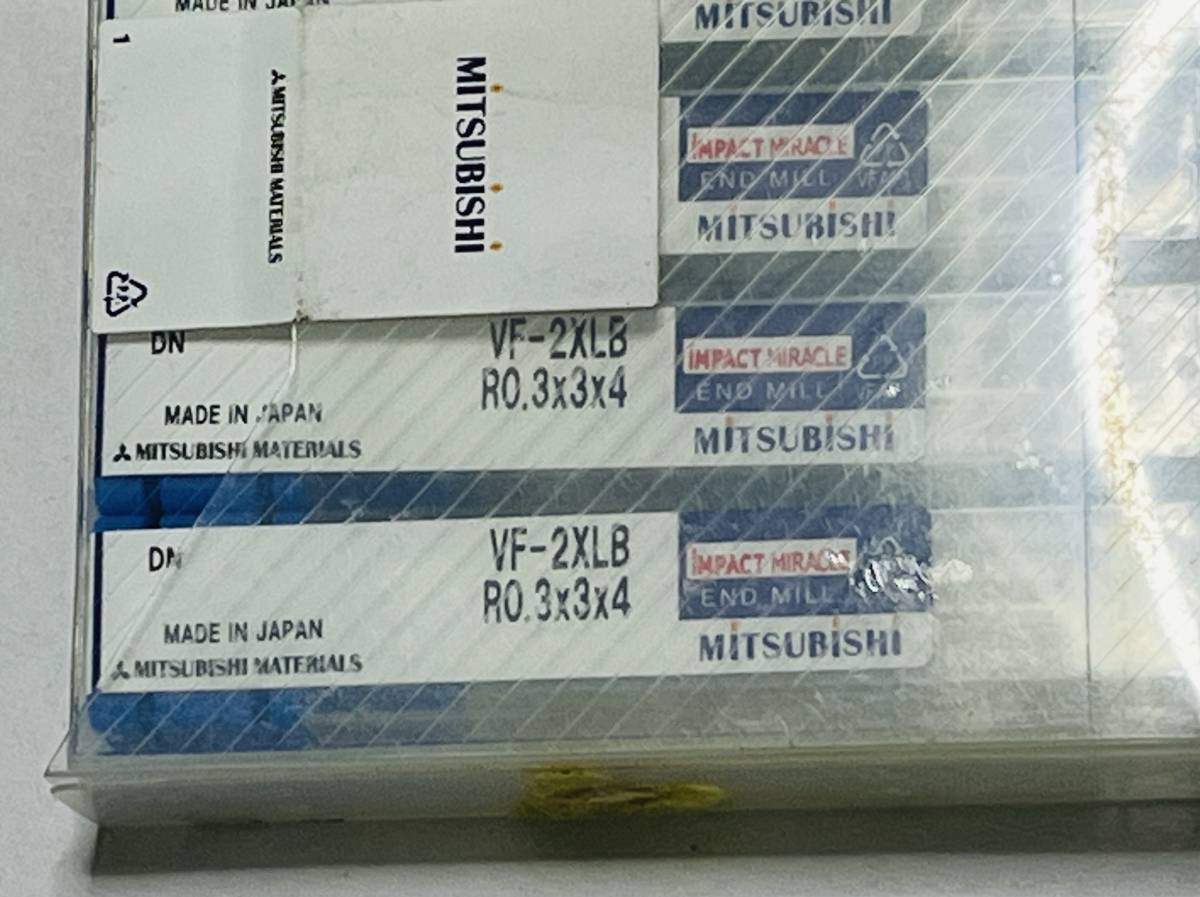 MADE IN JAPAN
MITSUBISHI
1
MITSUBISHI MATERIALS
MITSUBISHI
IMPACT MIRACLE
END MILL
MITSUBISHI
DN
VF-2XLB
R0.3x3x4
MADE IN JAPAN
MITSUBISHI MATERIALS
IMPACT MIRACLE
END MILL
MITSUBISHI
DN
VF-2XLB
R0.3x3x4
MADE IN JAPAN
MITSUBISHI MATERIALS
IMPACT MIRACLE
END MILL
MITSUBISHI